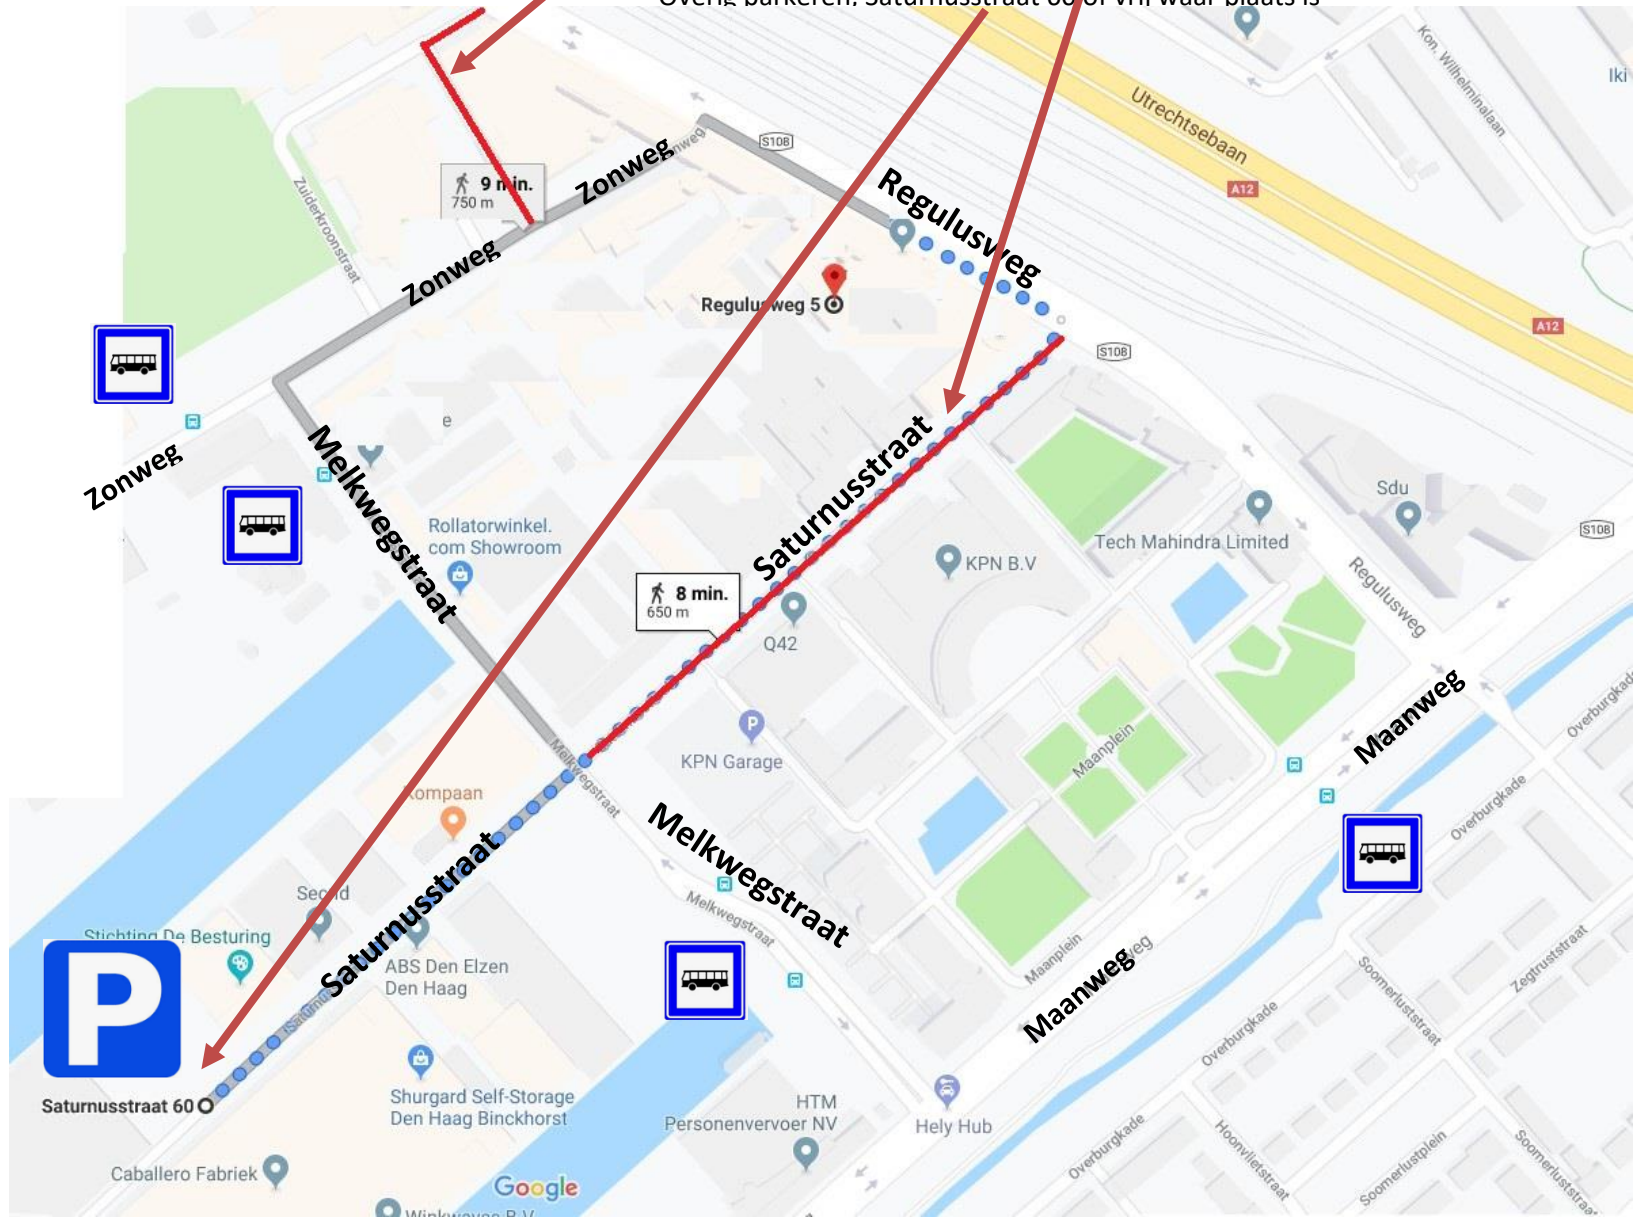 Overig parkeren, Saturnusstraat 60 of vrij waar plaats is
Kon. Wilhelminalaan
Iki
Utrechtsebaan
A12
S108
Zonweg
9 min.
750 m
Zuiderkroonstraat
Regulusweg
Zonweg
Regulusweg 5
A12
S108
Zonweg
e
Melkwegstraat
Saturnusstraat
Sdu
S108
Rollatorwinkel.
com Showroom
Tech Mahindra Limited
KPN B.V
Regulusweg
8 min.
650 m
Q42
Maanweg
Overburgkade
Maanplein
KPN Garage
P
Melkwegstraat
Kompaan
Overburgkade
Melkwegstraat
Saturnusstraat
Melkwegstraat
Stichting De Besturing
P
ABS Den Elzen
Den Haag
Maanplein
Maanweg
Soomerluststraat
Zegtruststraat
Overburgkade
Saturnusstraat 60
Shurgard Self-Storage
Den Haag Binckhorst
HTM
Personenvervoer NV
Hely Hub
Overburgkade
Hoonvlietstraat
Soomerlustplein
Soomerluststraat
Caballero Fabriek
Google